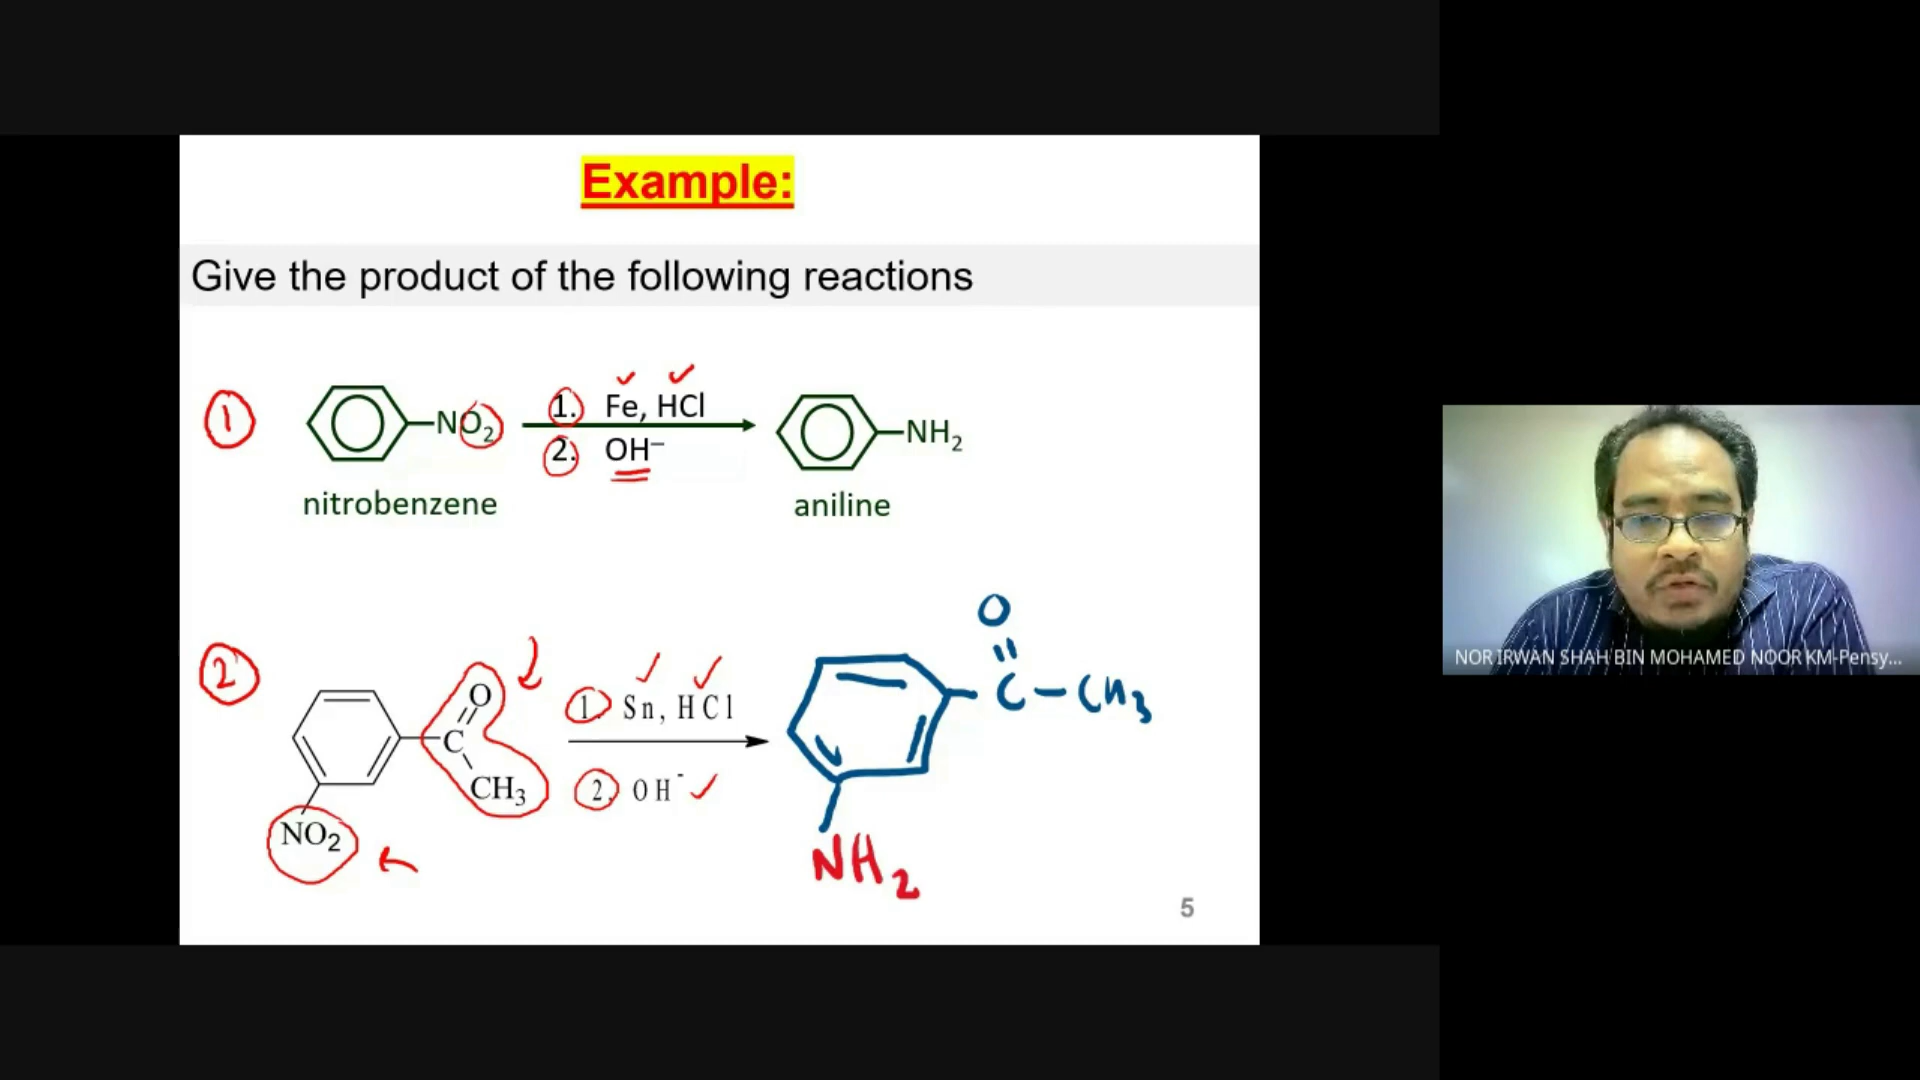 Example:
Give the product of the following reactions
1
NO2
1. Fe, HCl
2. OH–
NH2
nitrobenzene
aniline
2
O
C
CH3
NO2
1. Sn, HCl
2. OH-
O
C – CH3
NH2
5
NOR IRWAN SHAH BIN MOHAMED NOOR KM-Pensy...